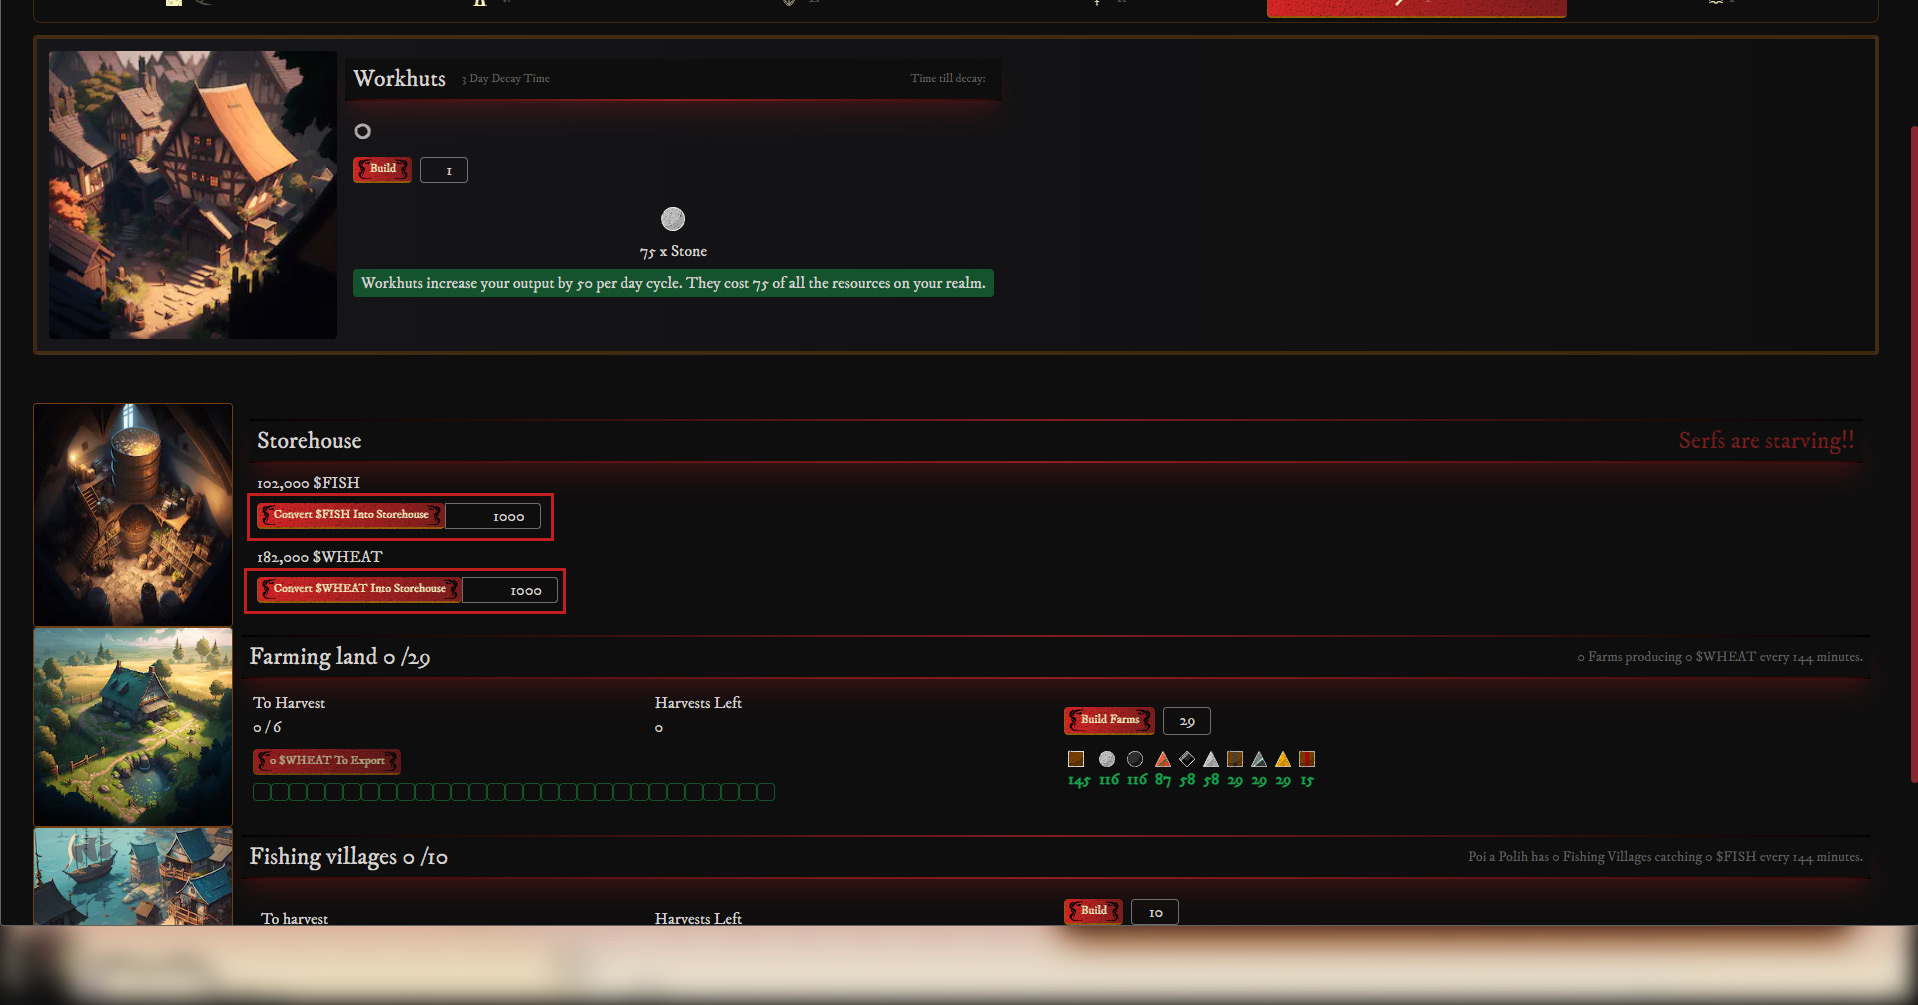 Workhuts 3 Day Decay Time Time till decay:
0
Build 1
75 x Stone
Workhuts increase your output by 50 per day cycle. They cost 75 of all the resources on your realm.
Storehouse Serfs are starving!!
102,000 $FISH
Convert $FISH Into Storehouse 1000
182,000 $WHEAT
Convert $WHEAT Into Storehouse 1000
Farming land 0 /29 0 Farms producing 0 $WHEAT every 144 minutes.
To Harvest Harvests Left
0 / 6 0
Build Farms 29
0 $WHEAT To Export
145 116 116 87 58 58 29 29 29 15
Fishing villages 0 /10 Poi a Polih has 0 Fishing Villages catching 0 $FISH every 144 minutes.
To harvest Harvests Left
Build 10